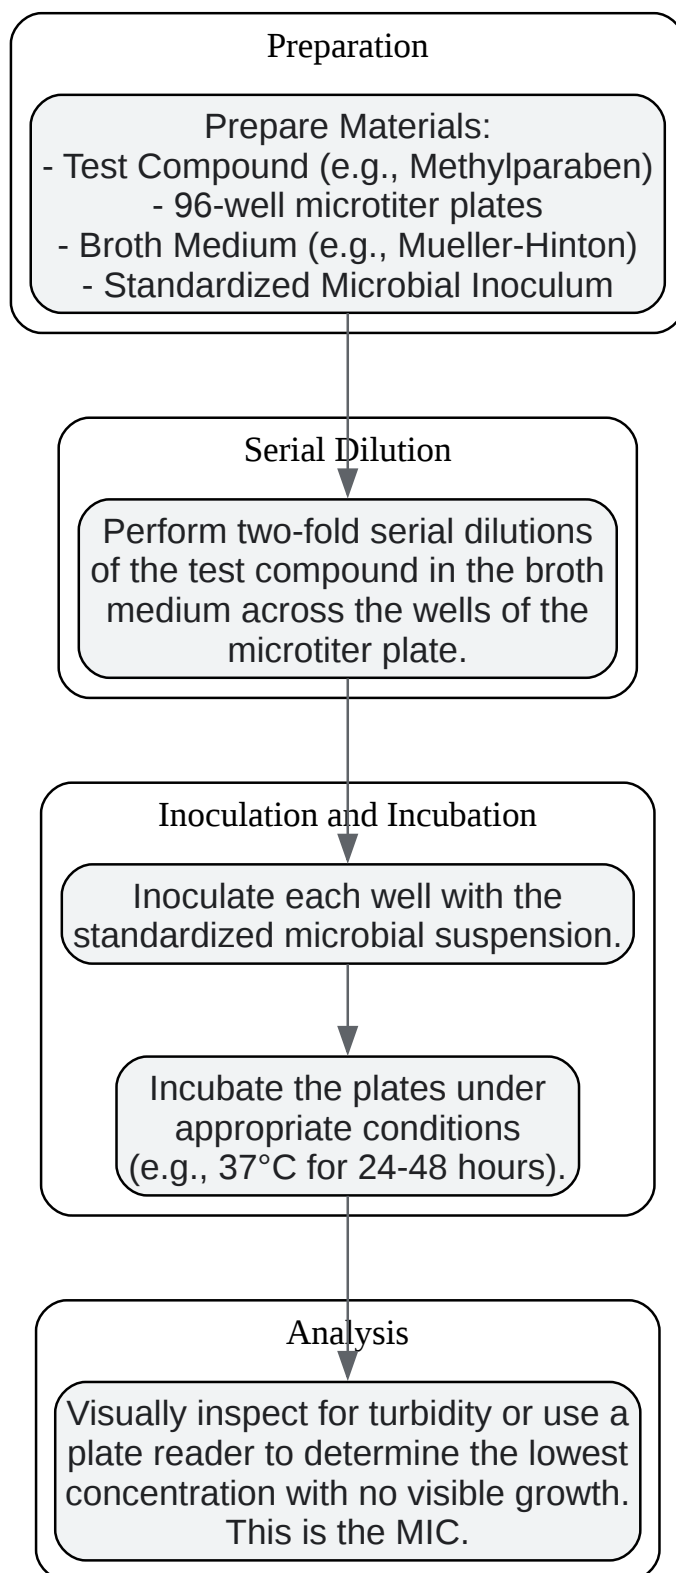 Preparation
Prepare Materials:
- Test Compound (e.g., Methylparaben)
- 96-well microtiter plates
- Broth Medium (e.g., Mueller-Hinton)
- Standardized Microbial Inoculum
Serial Dilution
Perform two-fold serial dilutions
of the test compound in the broth
medium across the wells of the
microtiter plate.
Inoculation and Incubation
Inoculate each well with the
standardized microbial suspension.
Incubate the plates under
appropriate conditions
(e.g., 37°C for 24-48 hours).
Analysis
Visually inspect for turbidity or use a
plate reader to determine the lowest
concentration with no visible growth.
This is the MIC.